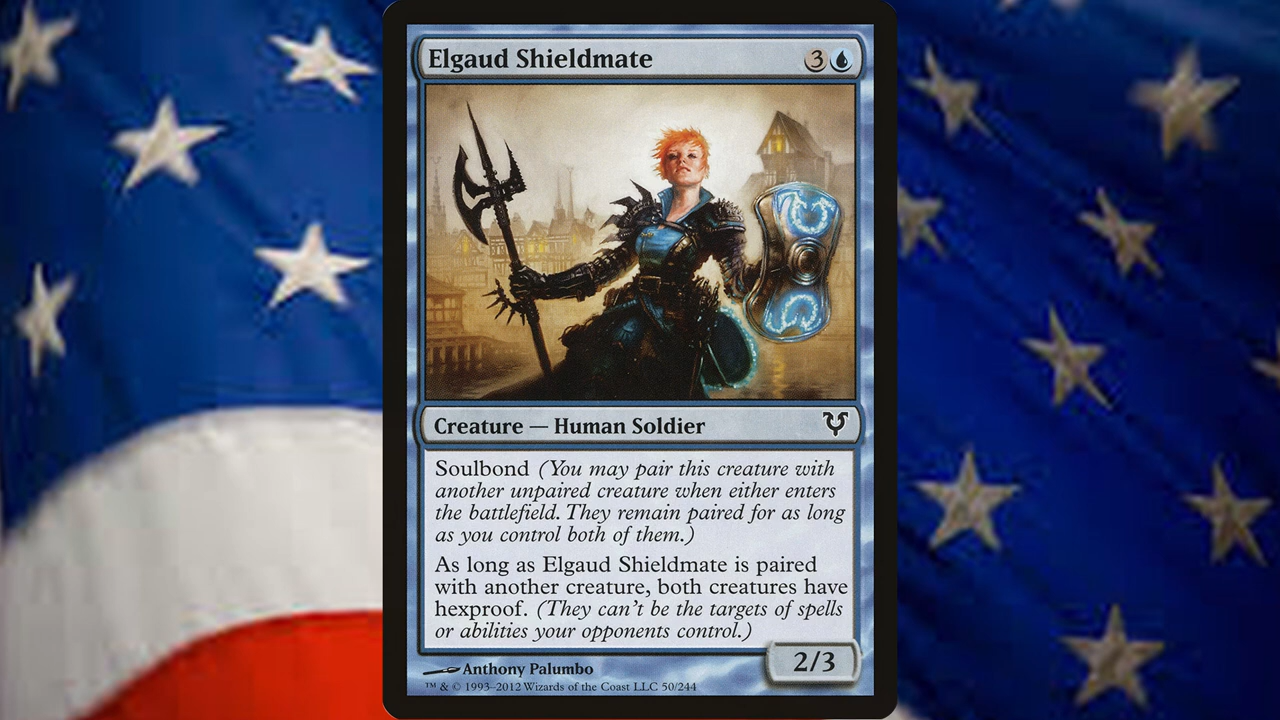 Elgaud Shieldmate 3
Creature — Human Soldier
Soulbond (You may pair this creature with
another unpaired creature when either enters
the battlefield. They remain paired for as long
as you control both of them.)
As long as Elgaud Shieldmate is paired
with another creature, both creatures have
hexproof. (They can't be the targets of spells
or abilities your opponents control.)
2/3
Anthony Palumbo
™ & © 1993–2012 Wizards of the Coast LLC 50/244